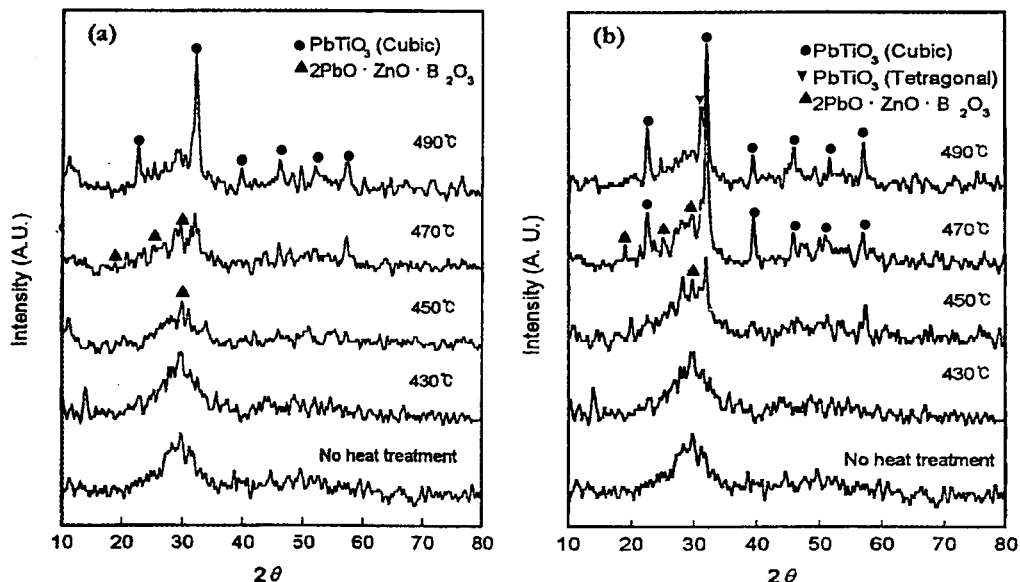 (a)
● PbTiO₃ (Cubic)
▲ 2PbO · ZnO · B ₂O₃
490℃
470℃
450℃
430℃
No heat treatment
Intensity (A.U.)
10 20 30 40 50 60 70 80
2θ
(b)
● PbTiO₃ (Cubic)
▼ PbTiO₃ (Tetragonal)
▲ 2PbO · ZnO · B ₂O₃
490℃
470℃
450℃
430℃
No heat treatment
Intensity (A. U.)
10 20 30 40 50 60 70 80
2θ